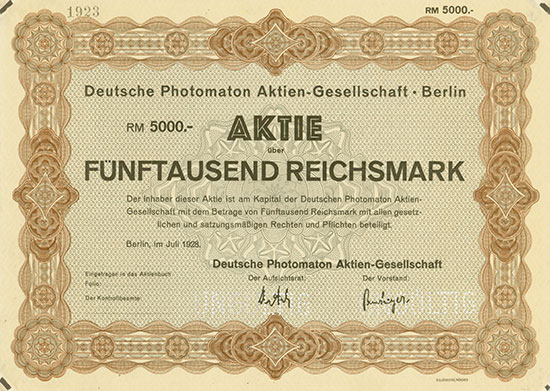 1923
RM 5000.-
Deutsche Photomaton Aktien-Gesellschaft · Berlin
RM 5000.- AKTIE
über
FÜNFTAUSEND REICHSMARK
Der Inhaber dieser Aktie ist am Kapital der Deutschen Photomaton Aktien-
Gesellschaft mit dem Betrage von Fünftausend Reichsmark mit allen gesetz-
lichen und satzungsmäßigen Rechten und Pflichten beteiligt.
Berlin, im Juli 1928.
Deutsche Photomaton Aktien-Gesellschaft
Eingetragen in das Aktienbuch
Der Aufsichtsrat:
Der Vorstand:
Folio:
Der Kontrollbeamte: